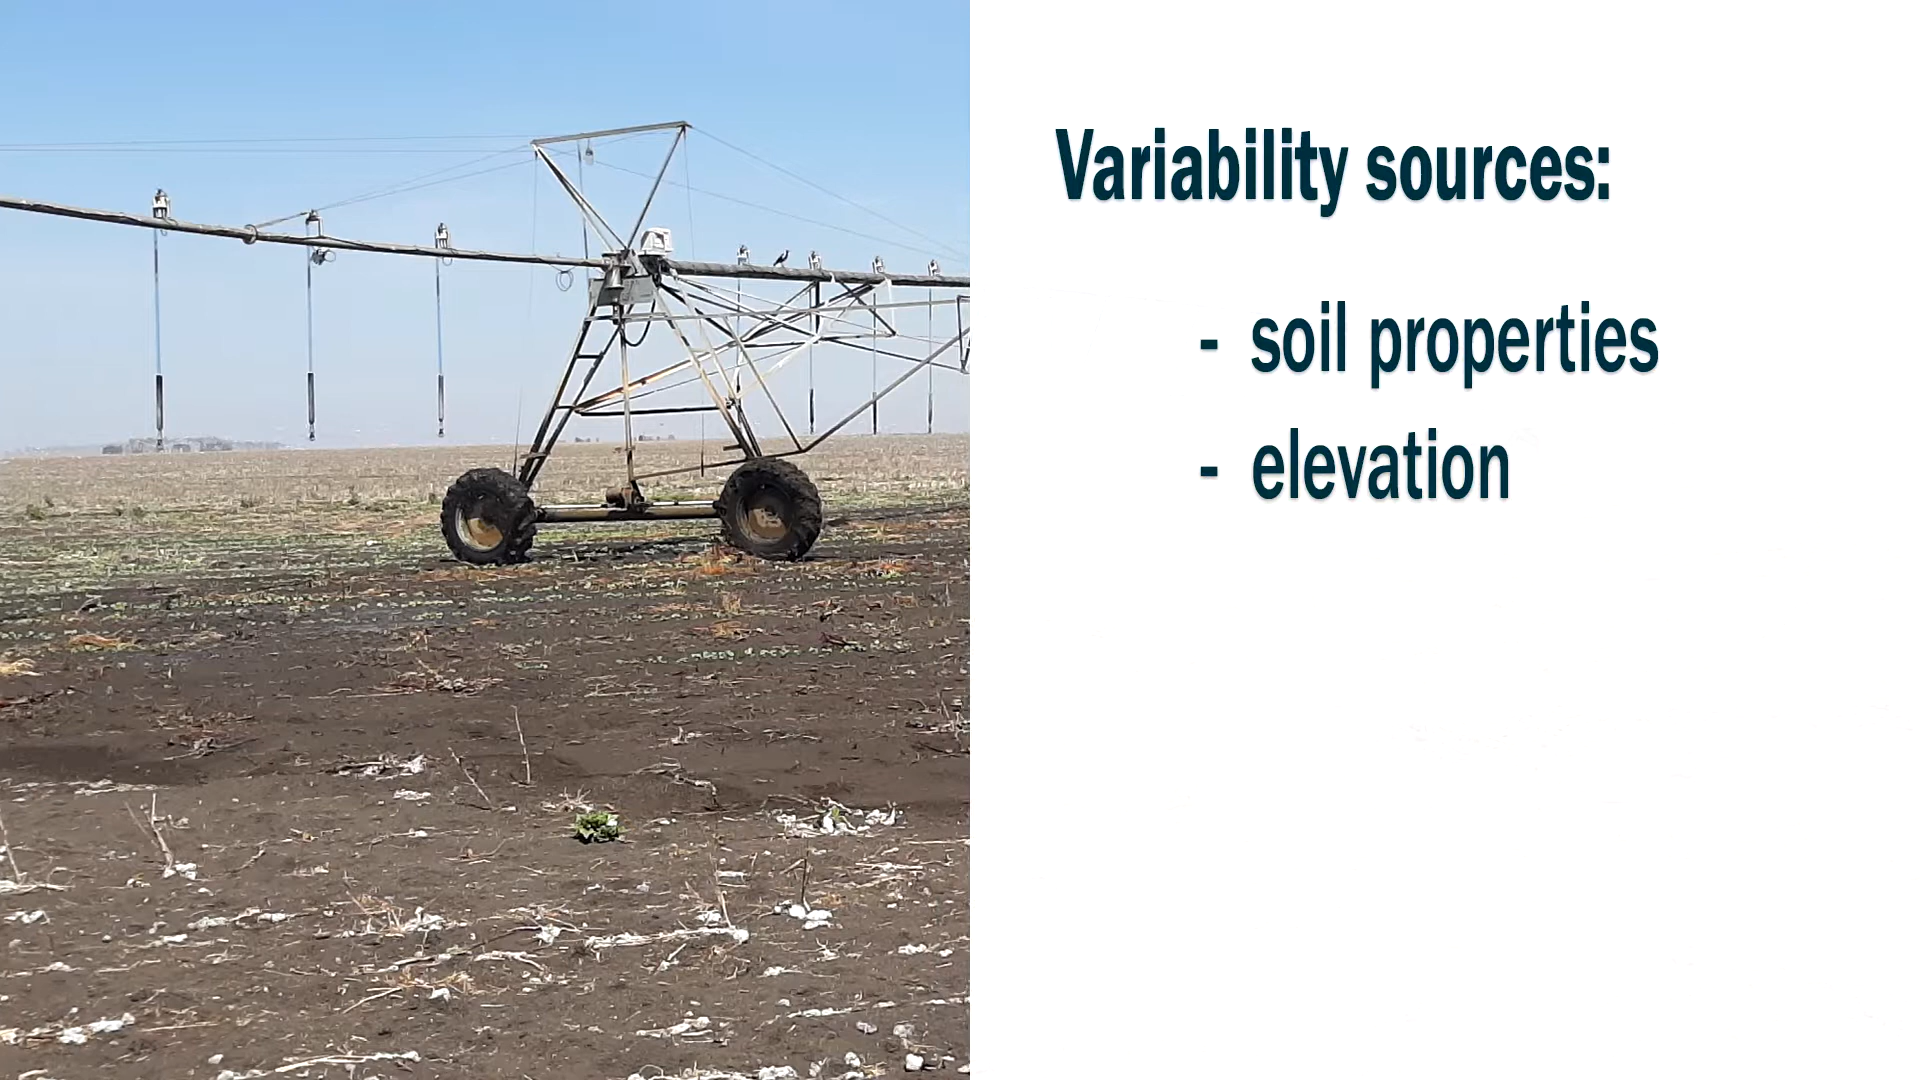 Variability sources:
- soil properties
- elevation